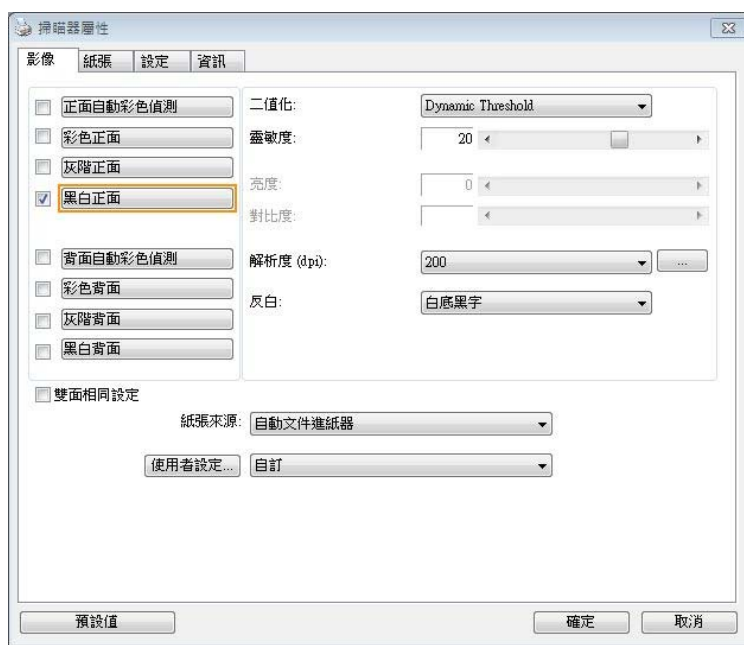 掃瞄器屬性
影像 紙張 設定 資訊
正面自動彩色偵測
彩色正面
灰階正面
黑白正面
背面自動彩色偵測
彩色背面
灰階背面
黑白背面
二值化: Dynamic Threshold
靈敏度: 20
亮度: 0
對比度:
解析度 (dpi): 200 ...
反白: 白底黑字
雙面相同設定
紙張來源: 自動文件進紙器
使用者設定... 自訂
預設值 確定 取消